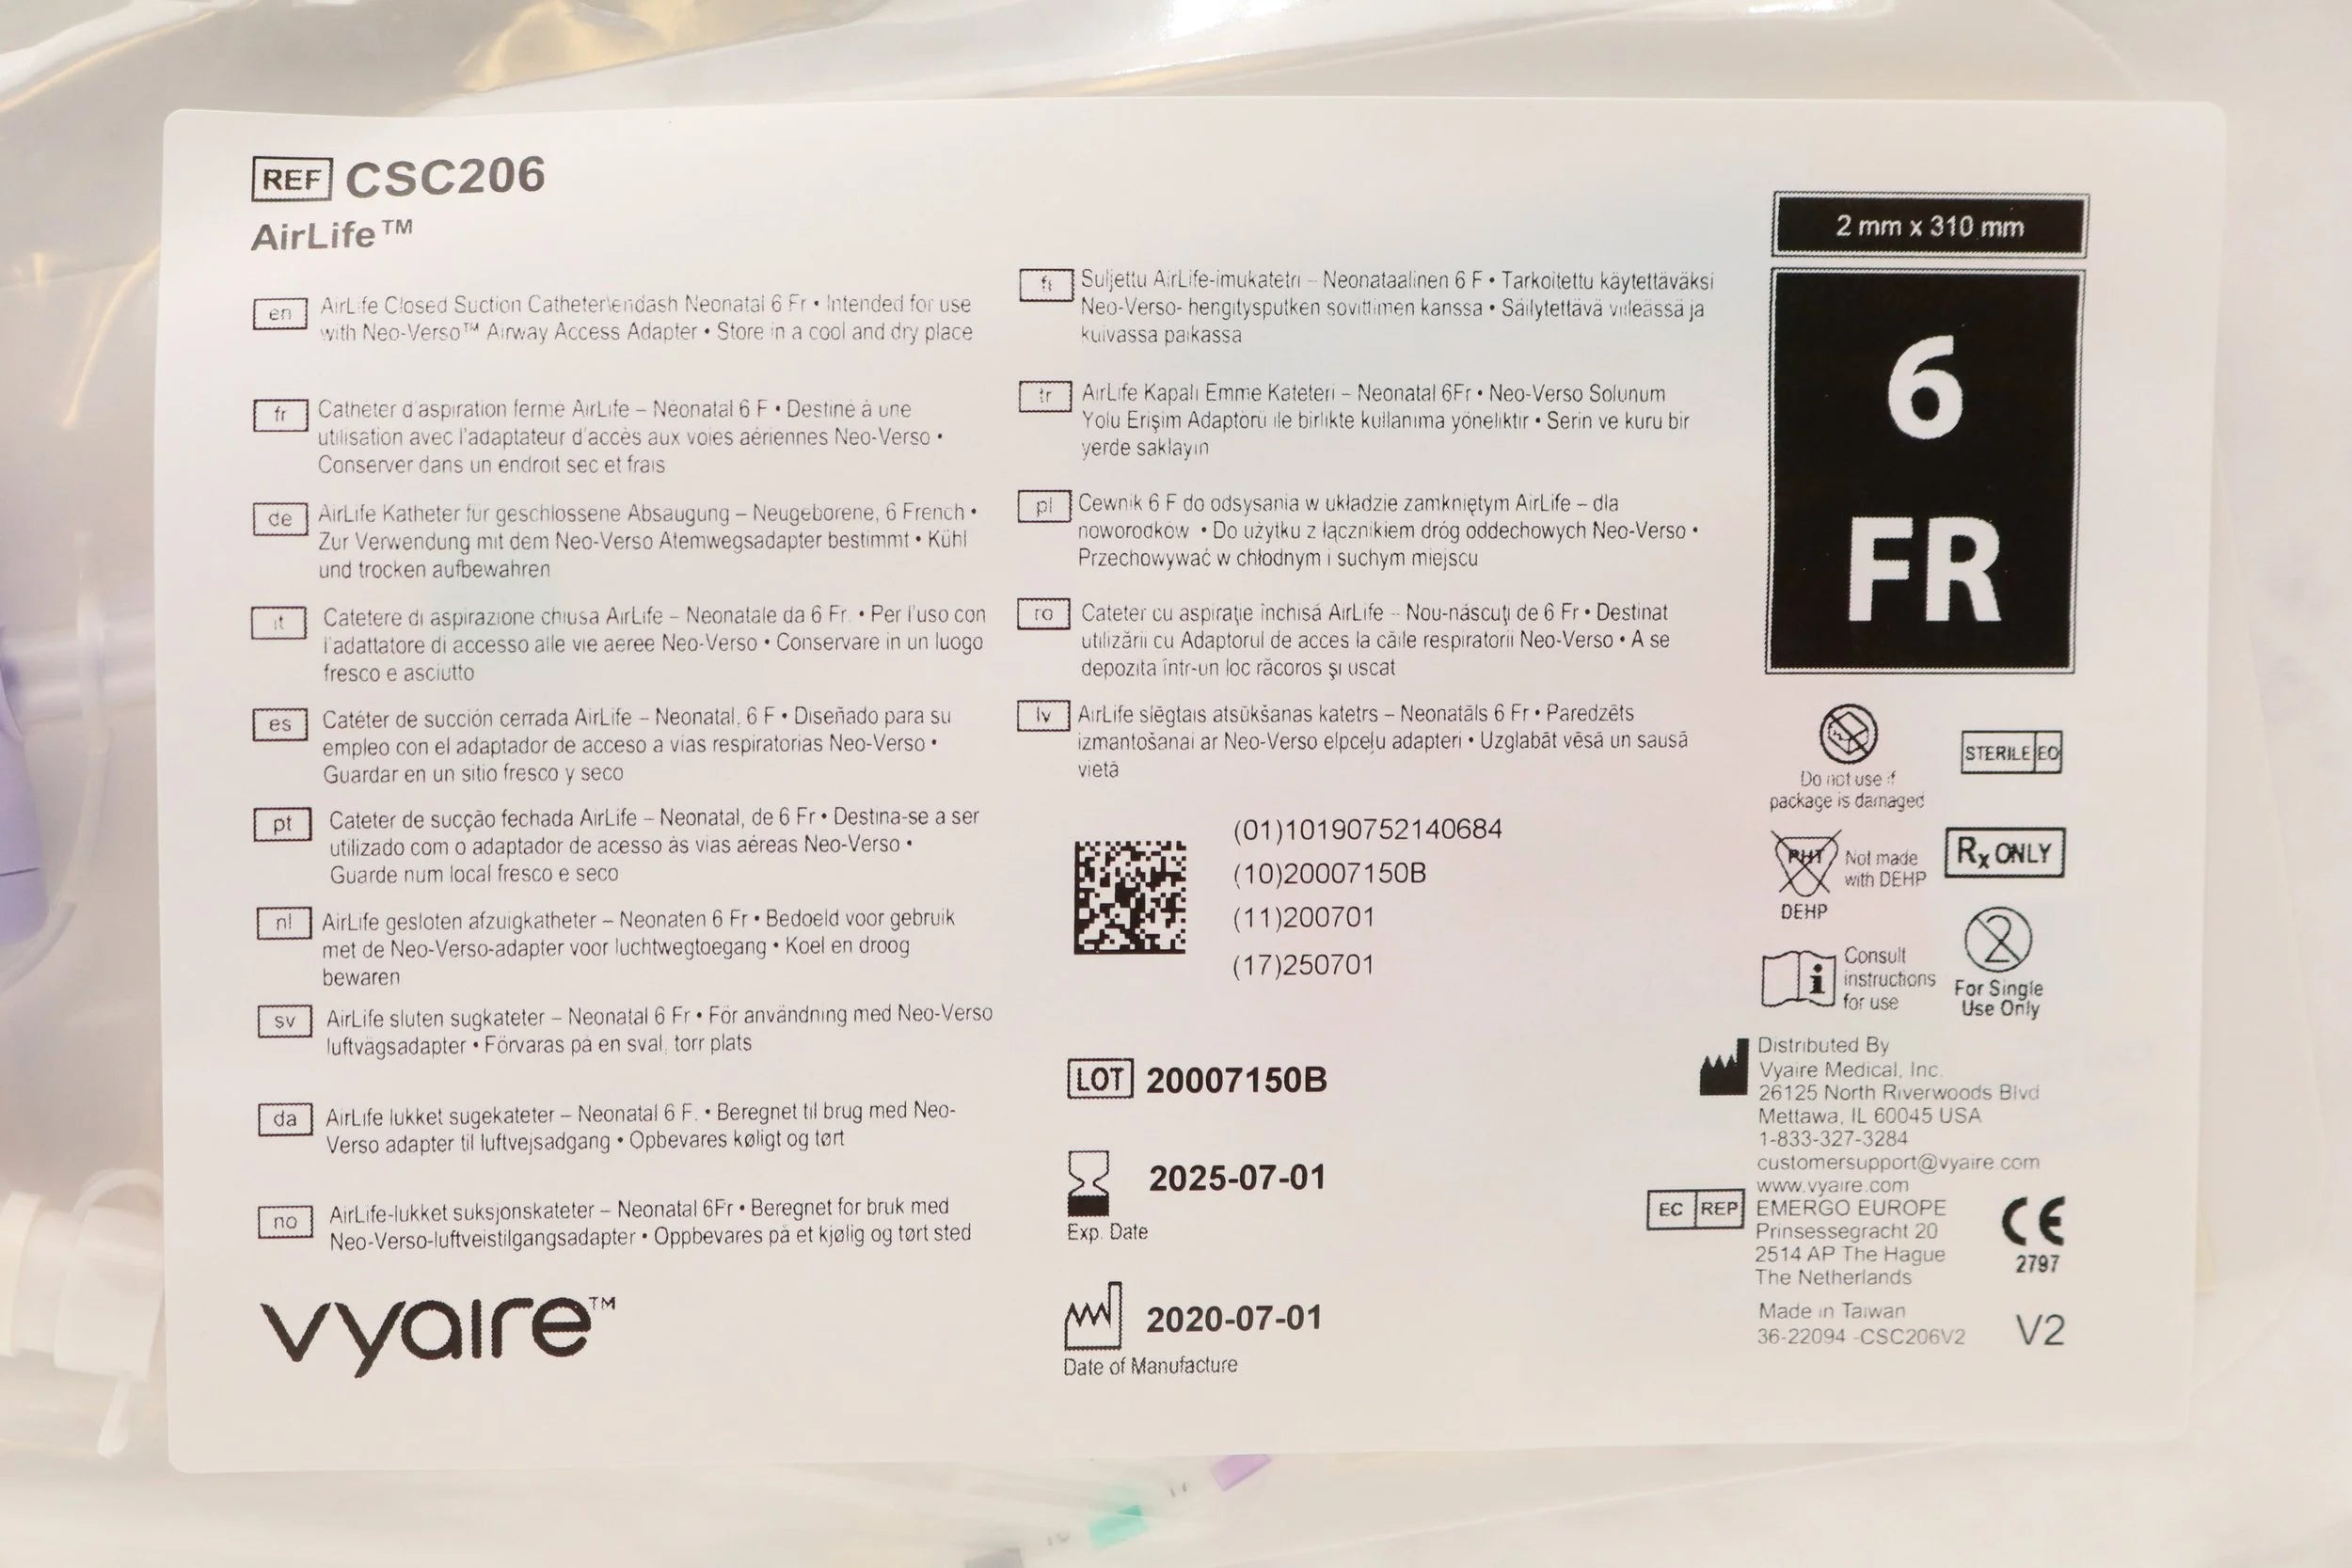 REF CSC206
AirLife™
en
AirLife Closed Suction Catheter\endash Neonatal 6 Fr • Intended for use
with Neo-Verso™ Airway Access Adapter • Store in a cool and dry place
fr
Catheter d'aspiration fermé AirLife – Neonatal 6 F • Destiné à une
utilisation avec l'adaptateur d'accès aux voies aériennes Neo-Verso •
Conserver dans un endroit sec et frais
de
AirLife Katheter für geschlossene Absaugung – Neugeborene, 6 French •
Zur Verwendung mit dem Neo-Verso Atemwegsadapter bestimmt • Kühl
und trocken aufbewahren
it
Catetere di aspirazione chiusa AirLife – Neonatale da 6 Fr. • Per l'uso con
l'adattatore di accesso alle vie aeree Neo-Verso • Conservare in un luogo
fresco e asciutto
es
Catéter de succión cerrada AirLife – Neonatal, 6 F • Diseñado para su
empleo con el adaptador de acceso a vias respiratorias Neo-Verso •
Guardar en un sitio fresco y seco
pt
Cateter de sucção fechada AirLife – Neonatal, de 6 Fr • Destina-se a ser
utilizado com o adaptador de acesso às vias aéreas Neo-Verso •
Guarde num local fresco e seco
nl
AirLife gesloten afzuigkatheter – Neonaten 6 Fr • Bedoeld voor gebruik
met de Neo-Verso-adapter voor luchtwegtoegang • Koel en droog
bewaren
sv
AirLife sluten sugkateter – Neonatal 6 Fr • För användning med Neo-Verso
luftvägsadapter • Förvaras på en sval, torr plats
da
AirLife lukket sugekateter – Neonatal 6 F. • Beregnet til brug med Neo-
Verso adapter til luftvejsadgang • Opbevares køligt og tørt
no
AirLife-lukket suksjonskateter – Neonatal 6Fr • Beregnet for bruk med
Neo-Verso-luftveistilgangsadapter • Oppbevares på et kjølig og tørt sted
vyaire™
fi
Suljettu AirLife-imukatetri – Neonataalinen 6 F • Tarkoitettu käytettäväksi
Neo-Verso- hengitysputken sovittimen kanssa • Säilytettävä viileässä ja
kuivassa paikassa
tr
AirLife Kapalı Emme Kateteri – Neonatal 6Fr • Neo-Verso Solunum
Yolu Erişim Adaptörü ile birlikte kullanıma yöneliktir • Serin ve kuru bir
yerde saklayın
pl
Cewnik 6 F do odsysania w układzie zamkniętym AirLife – dla
noworodków • Do użytku z łącznikiem dróg oddechowych Neo-Verso •
Przechowywać w chłodnym i suchym miejscu
ro
Cateter cu aspiraţie închisă AirLife – Nou-născuţi de 6 Fr • Destinat
utilizării cu Adaptorul de acces la căile respiratorii Neo-Verso • A se
depozita într-un loc răcoros şi uscat
lv
AirLife slēgtais atsūkšanas katetrs – Neonatāls 6 Fr • Paredzēts
izmantošanai ar Neo-Verso elpceļu adapteri • Uzglabāt vēsā un sausā
vietā
(01)10190752140684
(10)20007150B
(11)200701
(17)250701
LOT 20007150B
2025-07-01
Exp. Date
2020-07-01
Date of Manufacture
2 mm x 310 mm
6
FR
Do not use if
package is damaged
STERILE EO
PHT
DEHP
Not made
with DEHP
Rx ONLY
Consult
instructions
for use
2
For Single
Use Only
Distributed By
Vyaire Medical, Inc.
26125 North Riverwoods Blvd
Mettawa, IL 60045 USA
1-833-327-3284
customersupport@vyaire.com
www.vyaire.com
EC REP
EMERGO EUROPE
Prinsessegracht 20
2514 AP The Hague
The Netherlands
CE
2797
Made in Taiwan
36-22094 -CSC206V2
V2